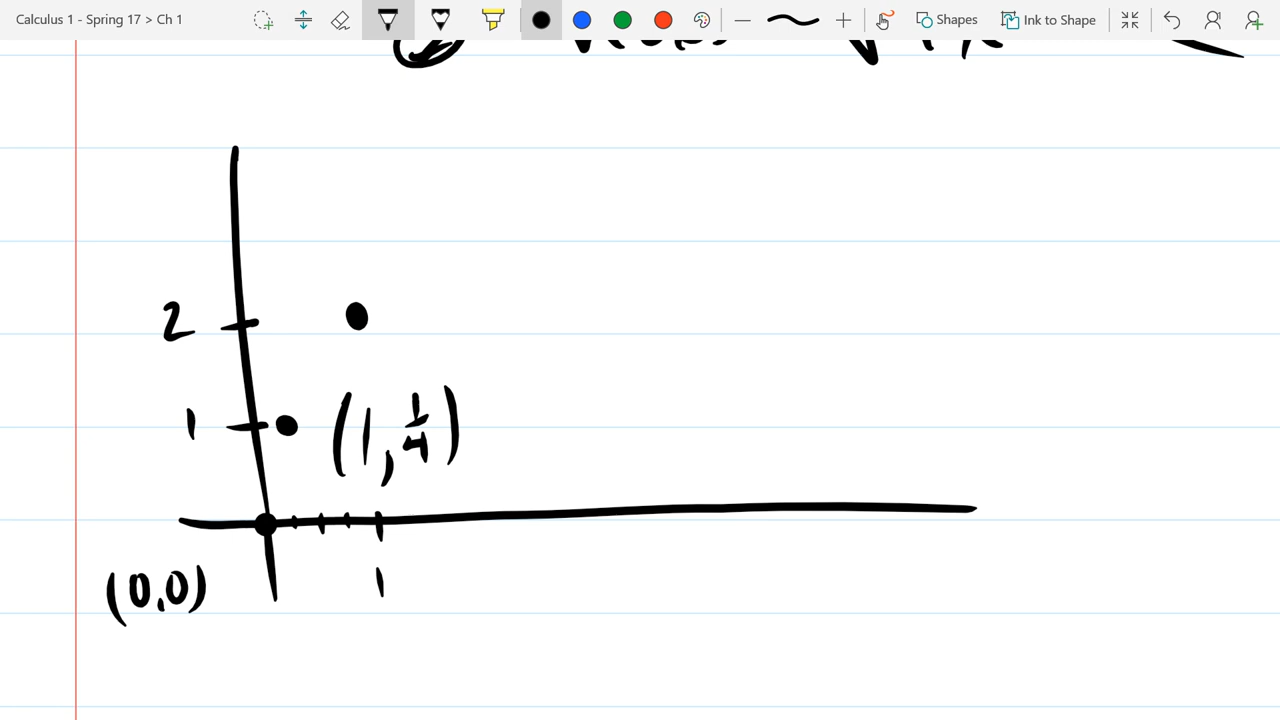 Calculus 1 - Spring 17 > Ch 1
Shapes
Ink to Shape
2
1
(1, 1/4)
1
(0,0)